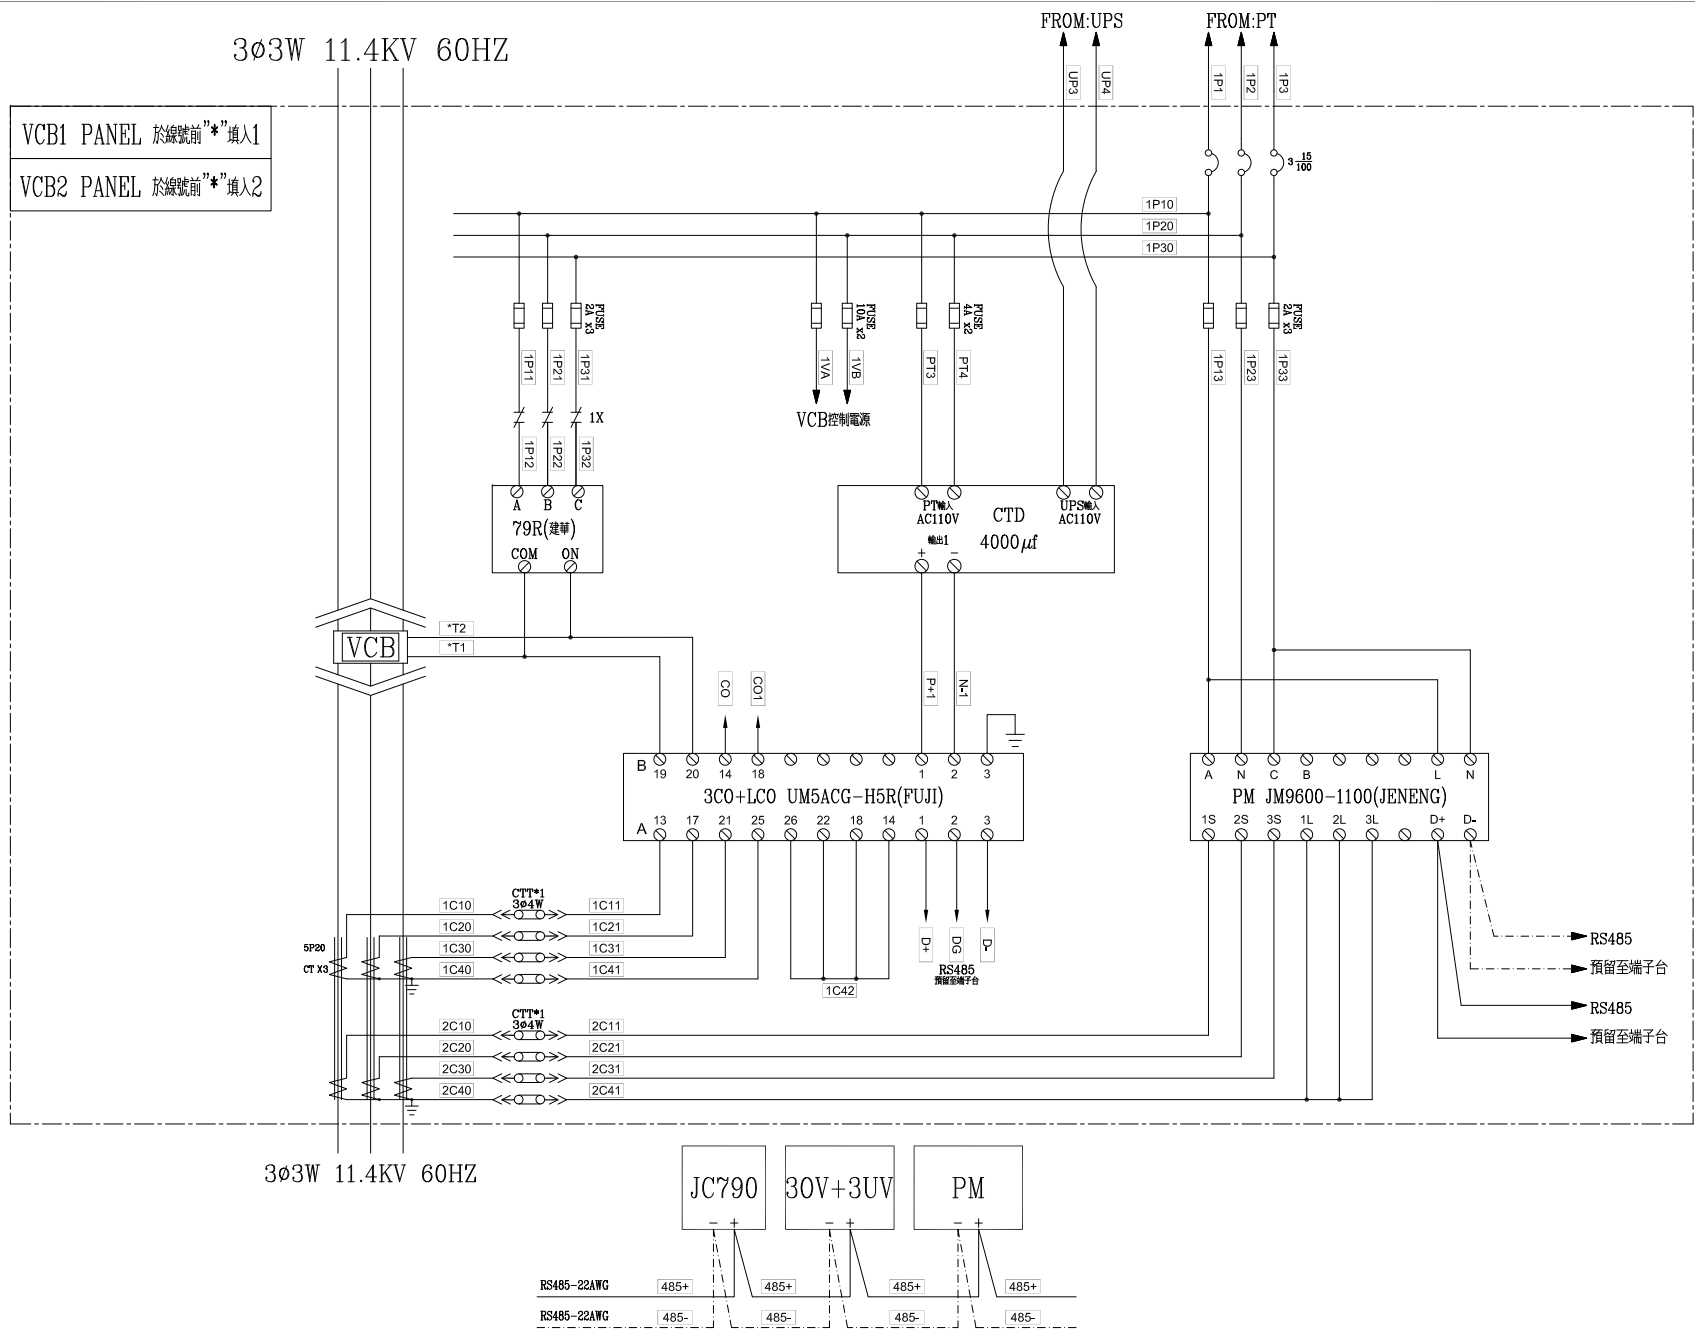 FROM:UPS
FROM:PT
3ø3W 11.4KV 60HZ
UP3
UP4
1P1
1P2
1P3
VCB1 PANEL 於線號前"*"填入1
VCB2 PANEL 於線號前"*"填入2
3 15/100
1P10
1P20
1P30
FUSE
2A x3
FUSE
10A x2
FUSE
4A x2
FUSE
2A x3
1P11
1P21
1P31
1VA
1VB
PT3
PT4
1P13
1P23
1P33
1X
VCB控制電源
1P12
1P22
1P32
A
B
C
79R(建華)
COM
ON
PT輸入
AC110V
CTD
4000μf
UPS輸入
AC110V
輸出1
+
−
*T2
*T1
VCB
CO
CO1
P+1
N-1
B
19
20
14
18
1
2
3
3CO+LCO UM5ACG-H5R(FUJI)
A
13
17
21
25
26
22
18
14
1
2
3
A
N
C
B
L
N
PM JM9600-1100(JENENG)
1S
2S
3S
1L
2L
3L
D+
D-
CTT*1
3ø4W
1C10
1C11
1C20
1C21
1C30
1C31
1C40
1C41
5P20
CT X3
1C42
D+
DG
D-
RS485
預留至端子台
RS485
預留至端子台
RS485
預留至端子台
CTT*1
3ø4W
2C10
2C11
2C20
2C21
2C30
2C31
2C40
2C41
3ø3W 11.4KV 60HZ
JC790
− +
3OV+3UV
− +
PM
− +
RS485-22AWG
485+
485+
485+
485+
RS485-22AWG
485-
485-
485-
485-